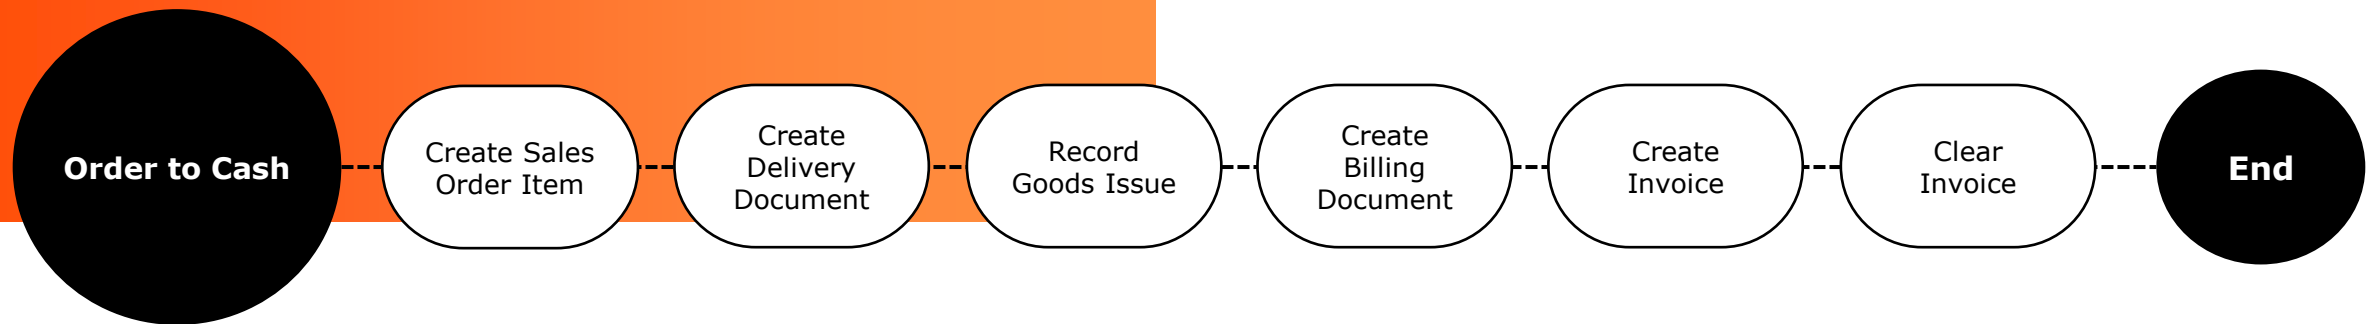 Order to Cash
Create Sales
Order Item
Create
Delivery
Document
Record
Goods Issue
Create
Billing
Document
Create
Invoice
Clear
Invoice
End